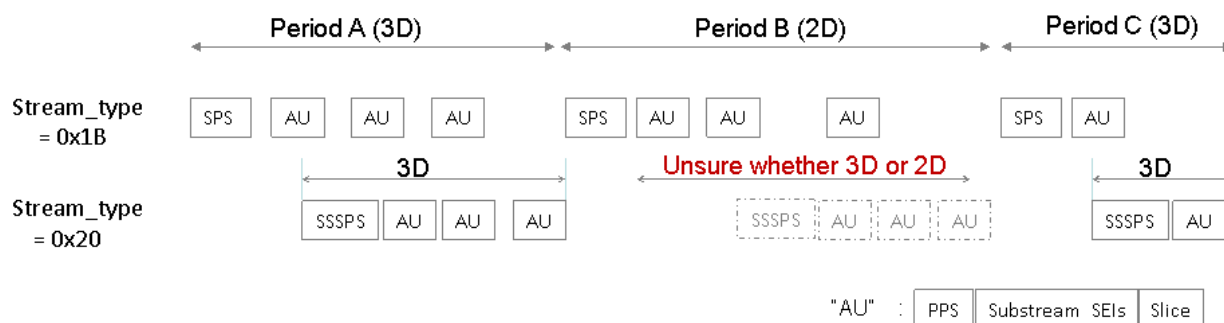 Period A (3D) Period B (2D) Period C (3D)
Stream_type
= 0x1B
SPS AU AU AU SPS AU AU AU SPS AU
3D Unsure whether 3D or 2D 3D
Stream_type
= 0x20
SSSPS AU AU AU SSSPS AU AU AU SSSPS AU
"AU" : PPS Substream SEIs Slice